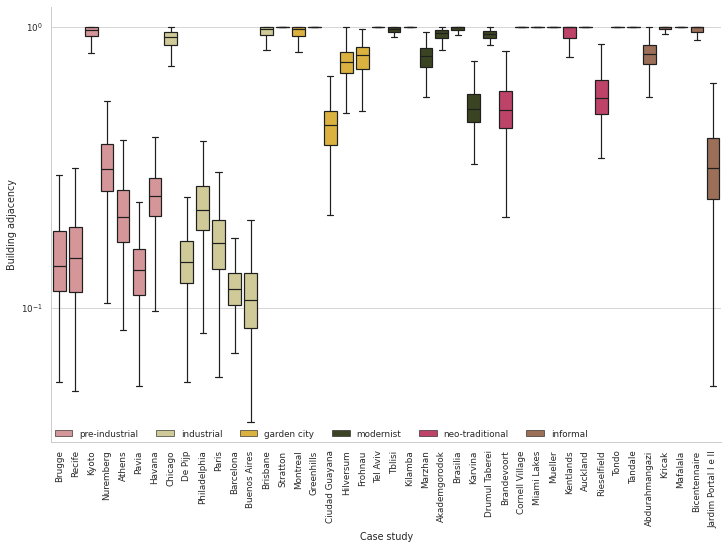 10⁰
10⁻¹
Building adjacency
pre-industrial industrial garden city modernist neo-traditional informal
Brugge
Recife
Kyoto
Nuremberg
Athens
Pavia
Havana
Chicago
De Pijp
Philadelphia
Paris
Barcelona
Buenos Aires
Brisbane
Stratton
Montreal
Greenhills
Ciudad Guayana
Hilversum
Frohnau
Tel Aviv
Tblisi
Kilamba
Marzhan
Akademgorodok
Brasilia
Karvina
Drumul Taberei
Brandevoort
Cornell Village
Miami Lakes
Mueller
Kentlands
Auckland
Rieselfield
Tondo
Tandale
Abdurahmangazi
Kricak
Mafalala
Bicentennaire
Jardim Portal I e II
Case study